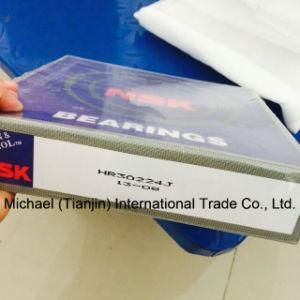 NSK
BEARINGS
NSK
HR30224J
13-08
Michael (Tianjin) International Trade Co., Ltd.